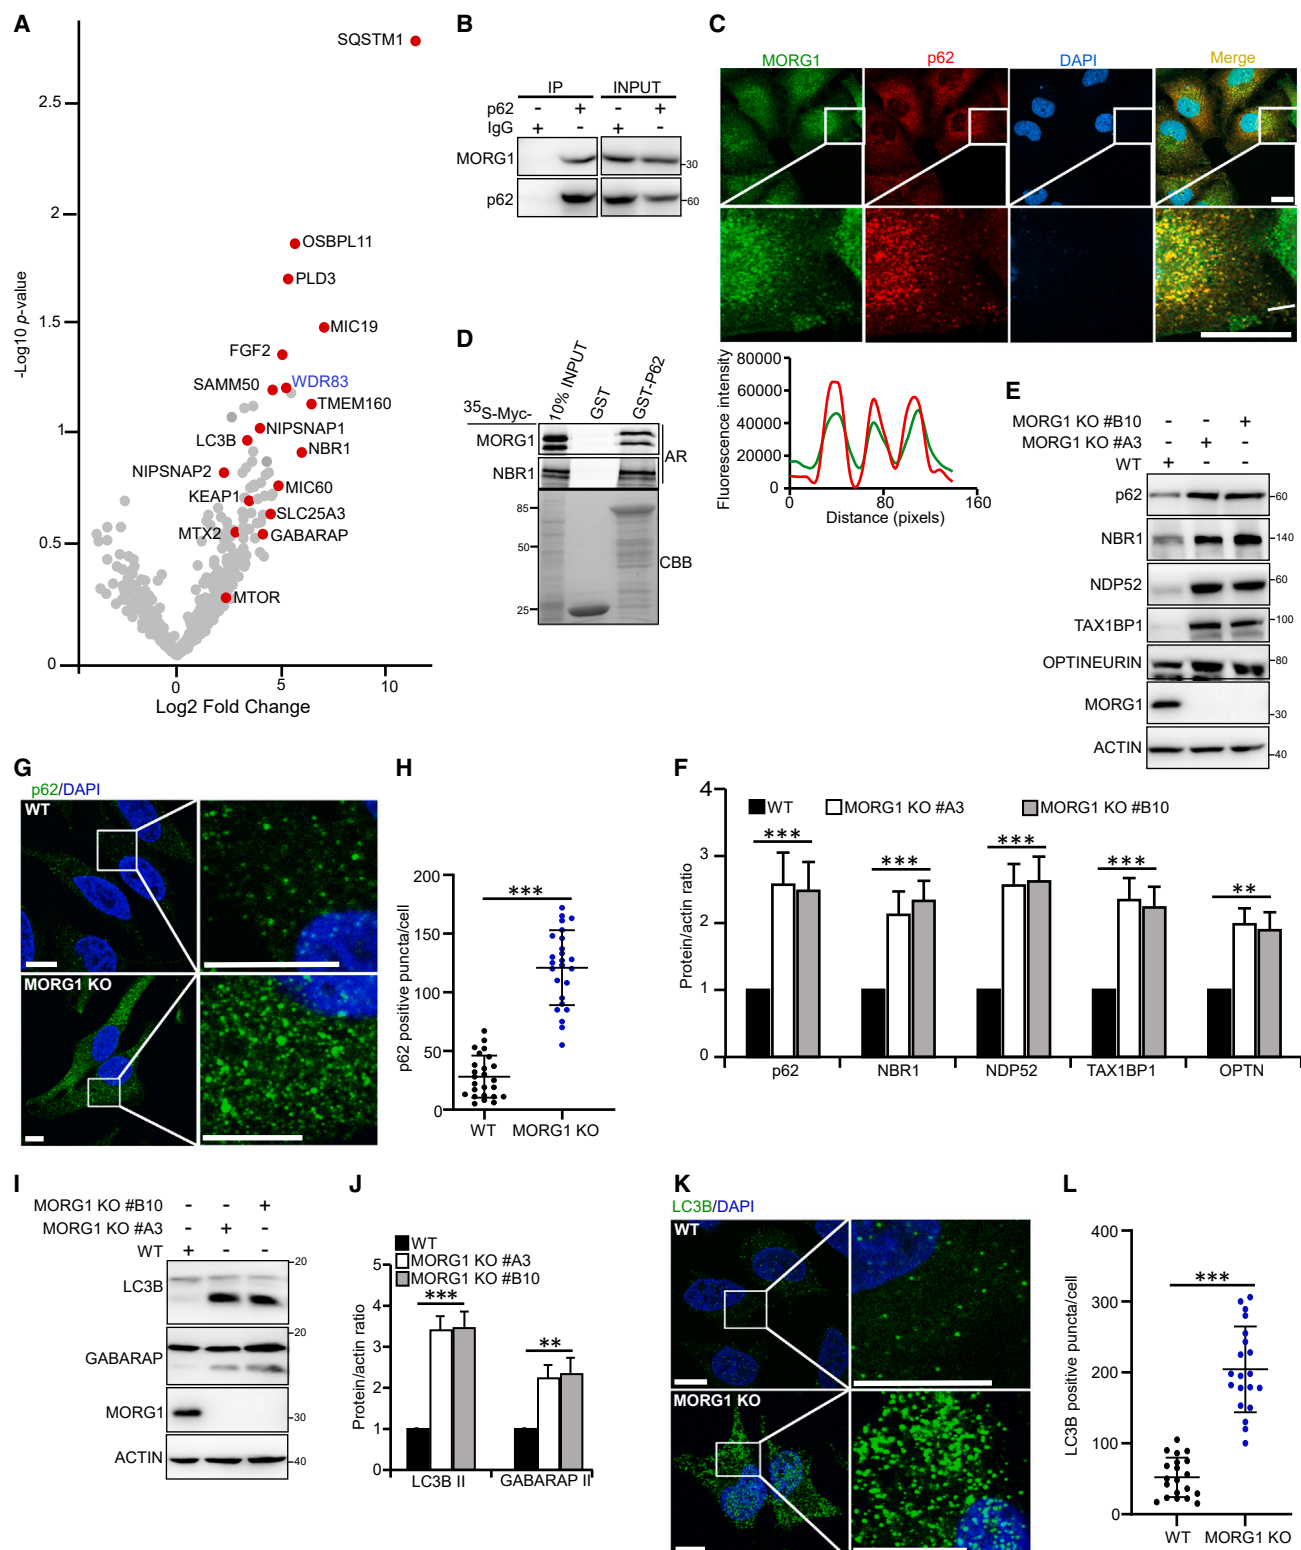 A
-Log10 p-value
2.5
2
1.5
1
0.5
0
0
5
10
Log2 Fold Change
SQSTM1
OSBPL11
PLD3
MIC19
FGF2
SAMM50
WDR83
TMEM160
NIPSNAP1
LC3B
NBR1
NIPSNAP2
MIC60
KEAP1
SLC25A3
MTX2
GABARAP
MTOR
B
IP INPUT
p62 - + - +
IgG + - + -
MORG1 -30
p62 -60
C
MORG1 p62 DAPI Merge
Fluorescence intensity
80000
60000
40000
20000
0
0 80 160
Distance (pixels)
D
35S-Myc- 10% INPUT GST GST-P62
MORG1
NBR1
AR
85-
50-
25-
CBB
E
MORG1 KO #B10 - - +
MORG1 KO #A3 - + -
WT + - -
p62 -60
NBR1 -140
NDP52 -60
TAX1BP1 -100
OPTINEURIN -80
MORG1 -30
ACTIN -40
G
p62/DAPI
WT
MORG1 KO
H
p62 positive puncta/cell
200
150
100
50
0
***
WT MORG1 KO
F
Protein/actin ratio
4
3
2
1
0
WT MORG1 KO #A3 MORG1 KO #B10
*** *** *** *** **
p62 NBR1 NDP52 TAX1BP1 OPTN
I
MORG1 KO #B10 - - +
MORG1 KO #A3 - + -
WT + - -
LC3B -20
GABARAP -20
MORG1 -30
ACTIN -40
J
WT
MORG1 KO #A3
MORG1 KO #B10
Protein/actin ratio
5
4
3
2
1
0
*** **
LC3B II GABARAP II
K
LC3B/DAPI
WT
MORG1 KO
L
LC3B positive puncta/cell
400
300
200
100
0
***
WT MORG1 KO